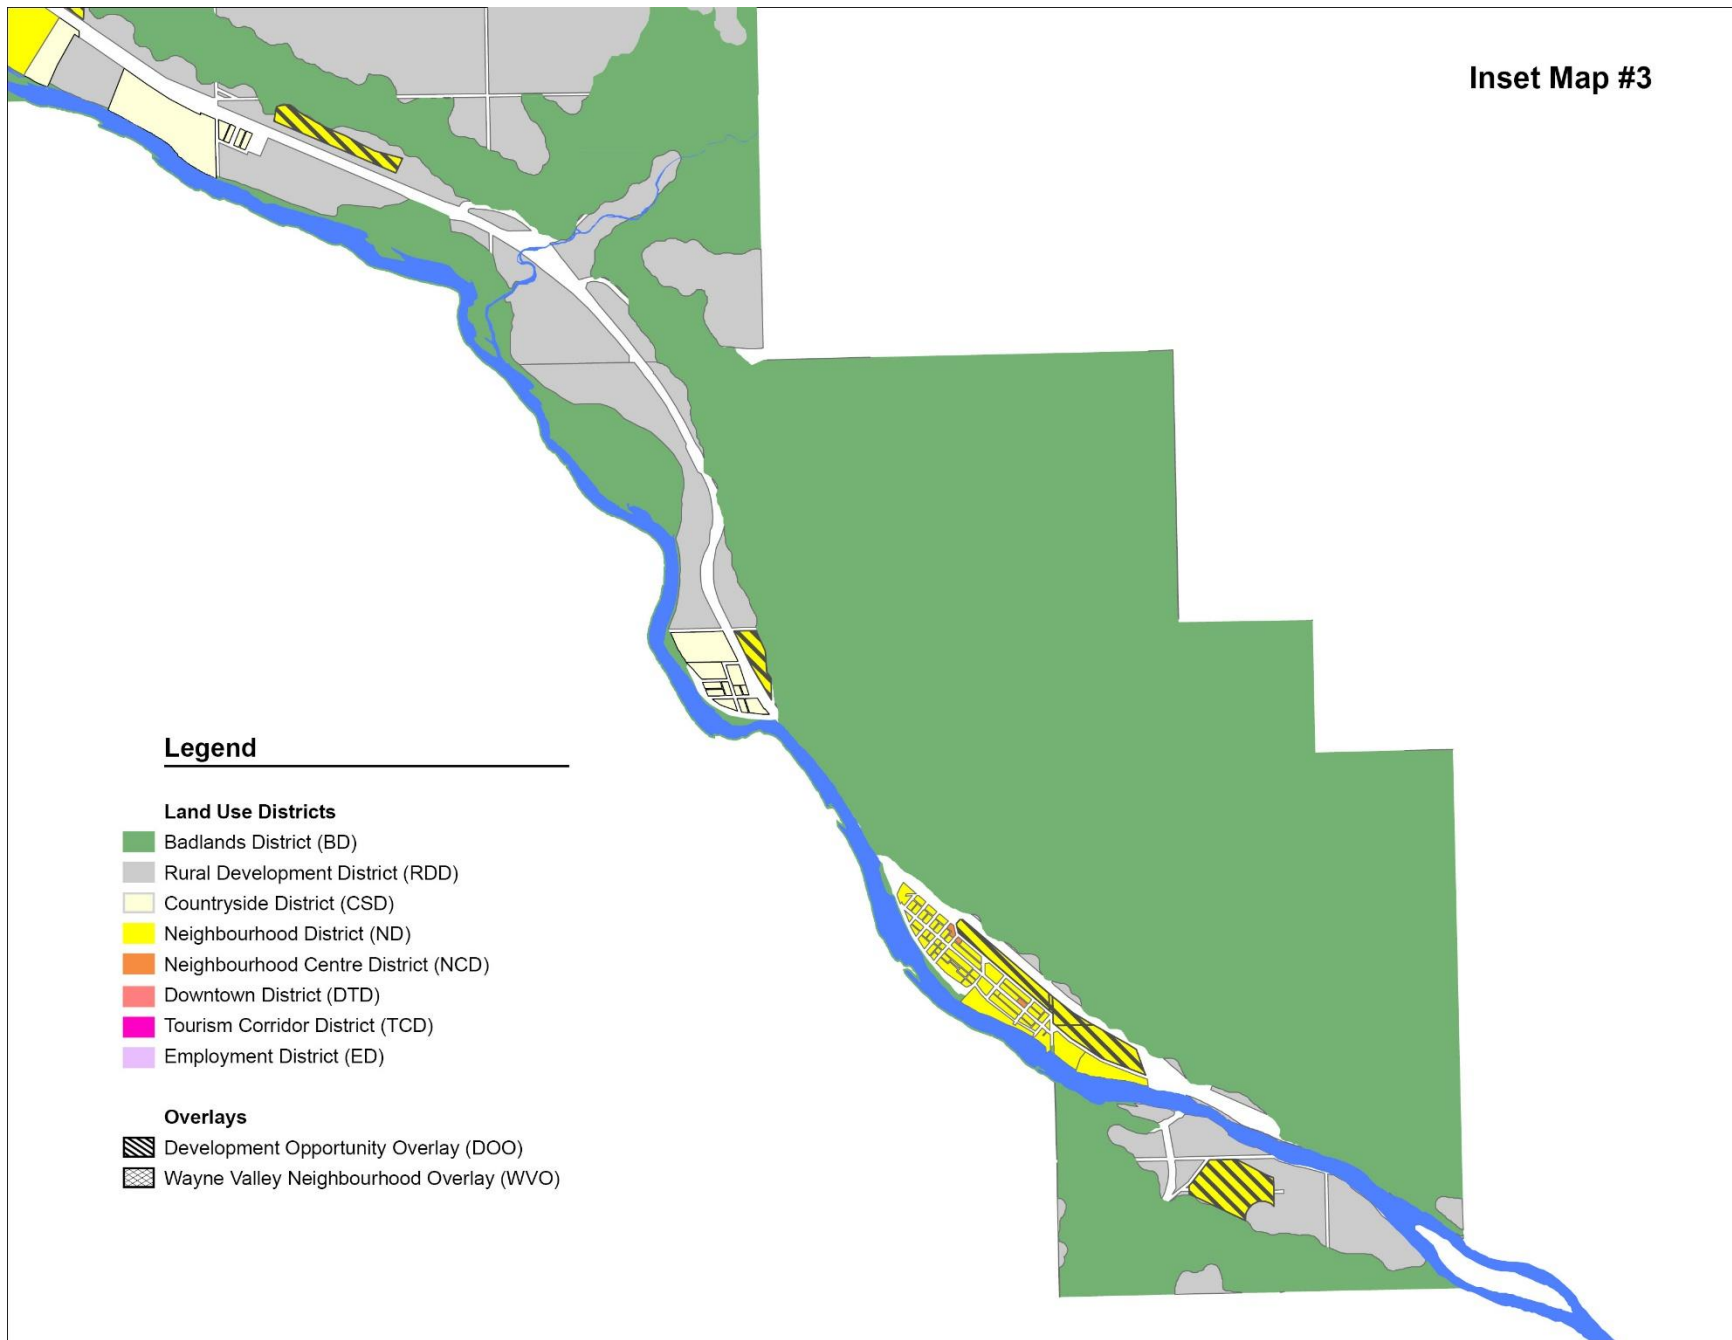 Inset Map #3
Legend
Land Use Districts
Badlands District (BD)
Rural Development District (RDD)
Countryside District (CSD)
Neighbourhood District (ND)
Neighbourhood Centre District (NCD)
Downtown District (DTD)
Tourism Corridor District (TCD)
Employment District (ED)
Overlays
Development Opportunity Overlay (DOO)
Wayne Valley Neighbourhood Overlay (WVO)